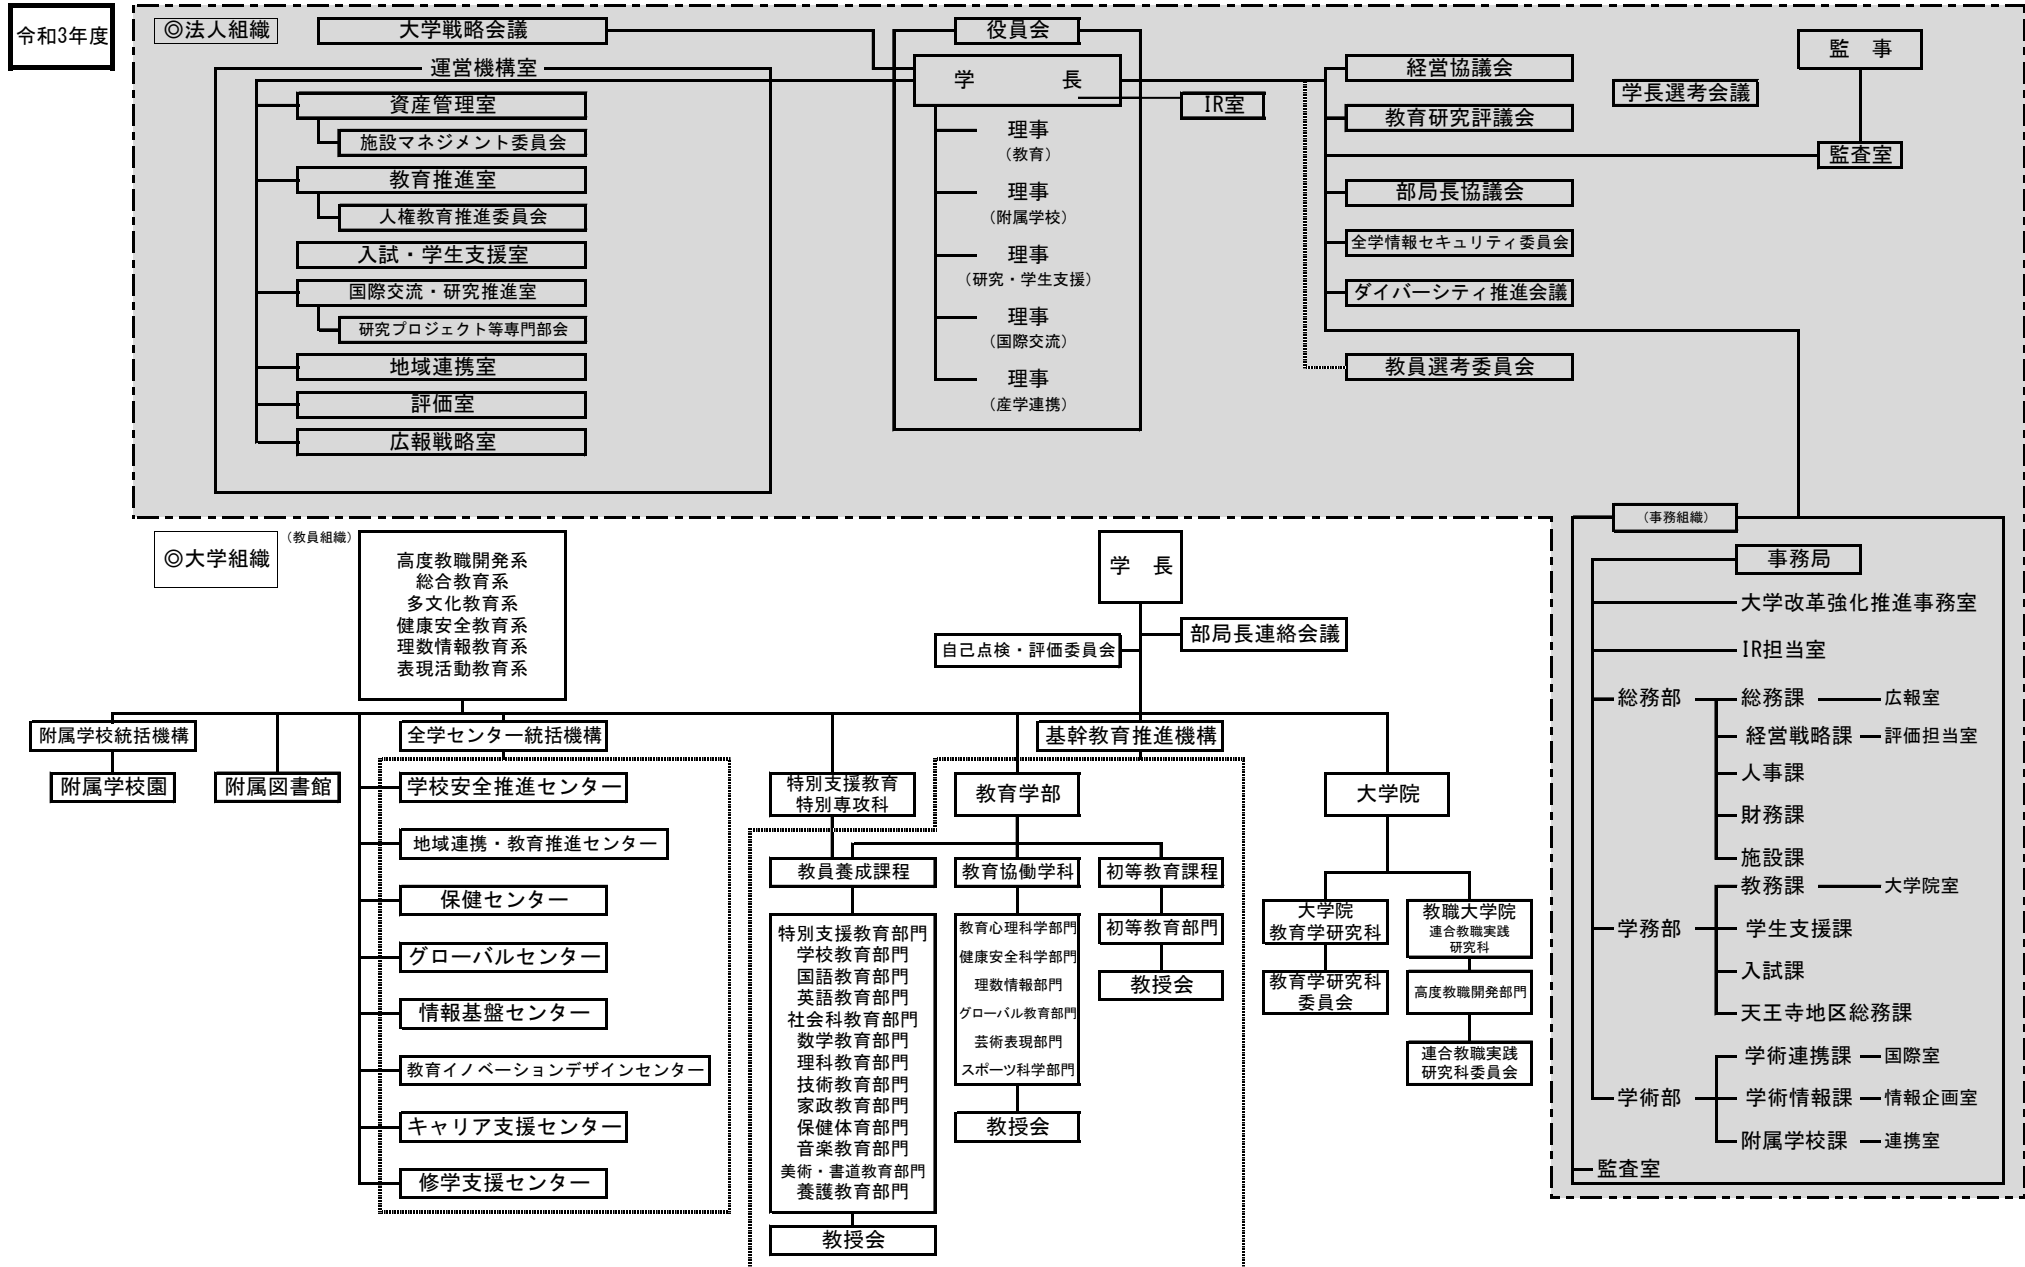 令和3年度
◎法人組織
大学戦略会議
役員会
学　長
IR室
理事
（教育）
理事
（附属学校）
理事
（研究・学生支援）
理事
（国際交流）
理事
（産学連携）
運営機構室
資産管理室
施設マネジメント委員会
教育推進室
人権教育推進委員会
入試・学生支援室
国際交流・研究推進室
研究プロジェクト等専門部会
地域連携室
評価室
広報戦略室
経営協議会
教育研究評議会
部局長協議会
全学情報セキュリティ委員会
ダイバーシティ推進会議
教員選考委員会
学長選考会議
監　事
監査室
（事務組織）
事務局
大学改革強化推進事務室
IR担当室
総務部
総務課
広報室
経営戦略課
評価担当室
人事課
財務課
施設課
学務部
教務課
大学院室
学生支援課
入試課
天王寺地区総務課
学術部
学術連携課
国際室
学術情報課
情報企画室
附属学校課
連携室
監査室
◎大学組織
（教員組織）
高度教職開発系
総合教育系
多文化教育系
健康安全教育系
理数情報教育系
表現活動教育系
学　長
部局長連絡会議
自己点検・評価委員会
附属学校統括機構
附属学校園
附属図書館
全学センター統括機構
学校安全推進センター
地域連携・教育推進センター
保健センター
グローバルセンター
情報基盤センター
教育イノベーションデザインセンター
キャリア支援センター
修学支援センター
基幹教育推進機構
特別支援教育
特別専攻科
教育学部
教員養成課程
特別支援教育部門
学校教育部門
国語教育部門
英語教育部門
社会科教育部門
数学教育部門
理科教育部門
技術教育部門
家政教育部門
保健体育部門
音楽教育部門
美術・書道教育部門
養護教育部門
教授会
教育協働学科
教育心理科学部門
健康安全科学部門
理数情報部門
グローバル教育部門
芸術表現部門
スポーツ科学部門
教授会
初等教育課程
初等教育部門
教授会
大学院
大学院
教育学研究科
教育学研究科
委員会
教職大学院
連合教職実践
研究科
高度教職開発部門
連合教職実践
研究科委員会